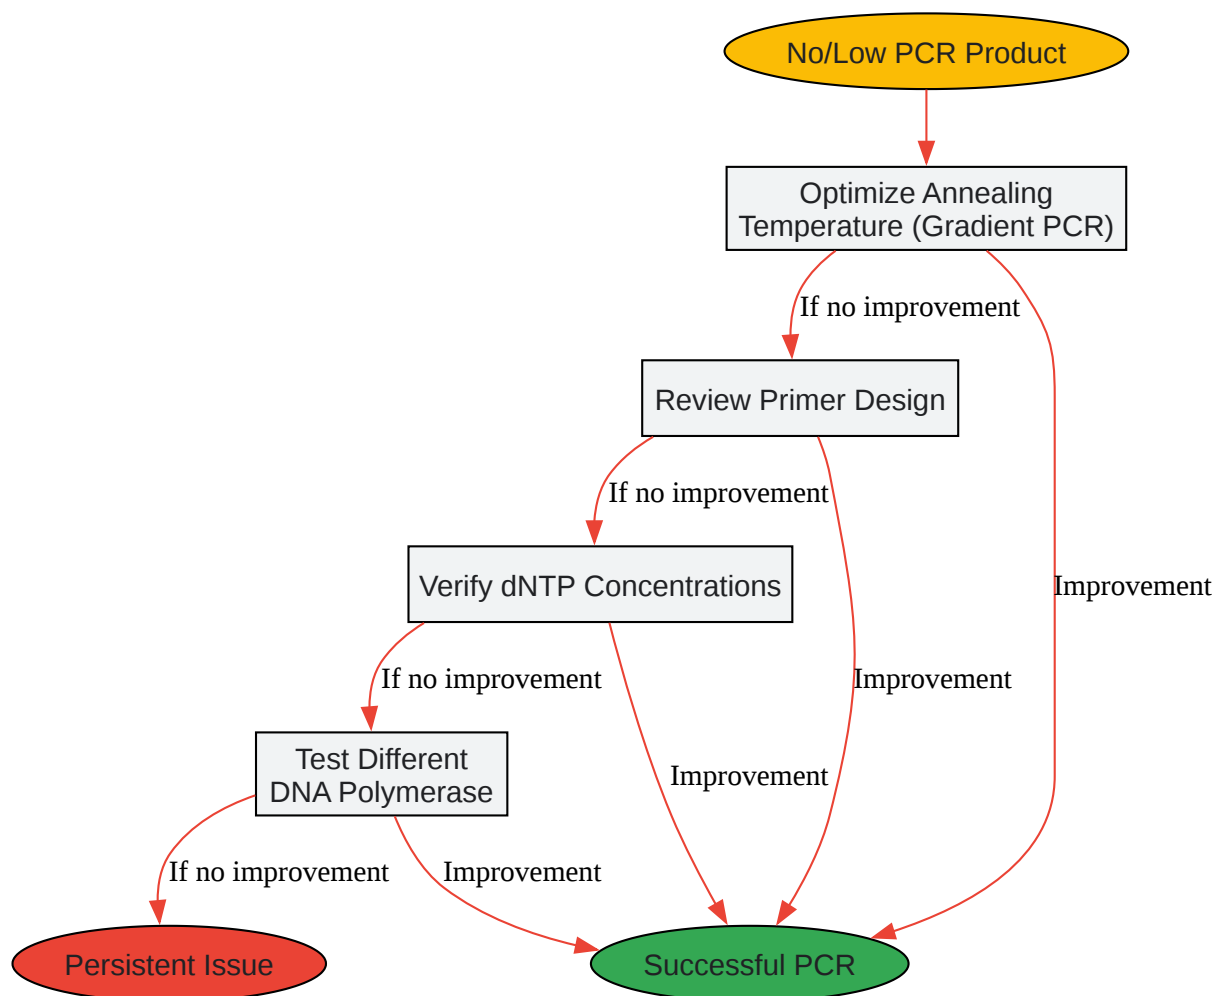 No/Low PCR Product
Optimize Annealing
Temperature (Gradient PCR)
If no improvement
Review Primer Design
If no improvement
Verify dNTP Concentrations
Improvement
If no improvement
Improvement
Test Different
DNA Polymerase
Improvement
If no improvement
Improvement
Persistent Issue
Successful PCR